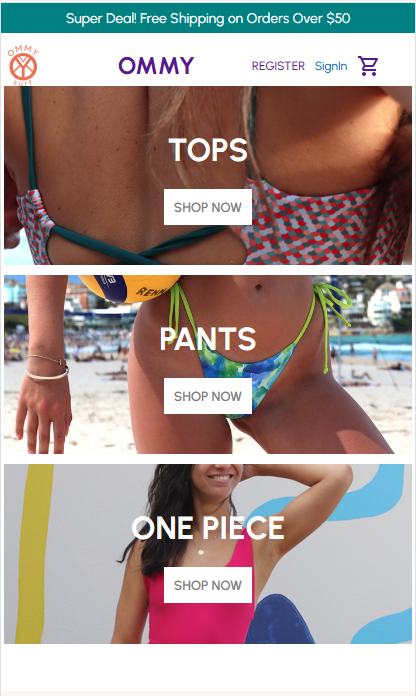 Super Deal! Free Shipping on Orders Over $50
OMMY
surf
OMMY
REGISTER SignIn
TOPS
SHOP NOW
PANTS
SHOP NOW
ONE PIECE
SHOP NOW